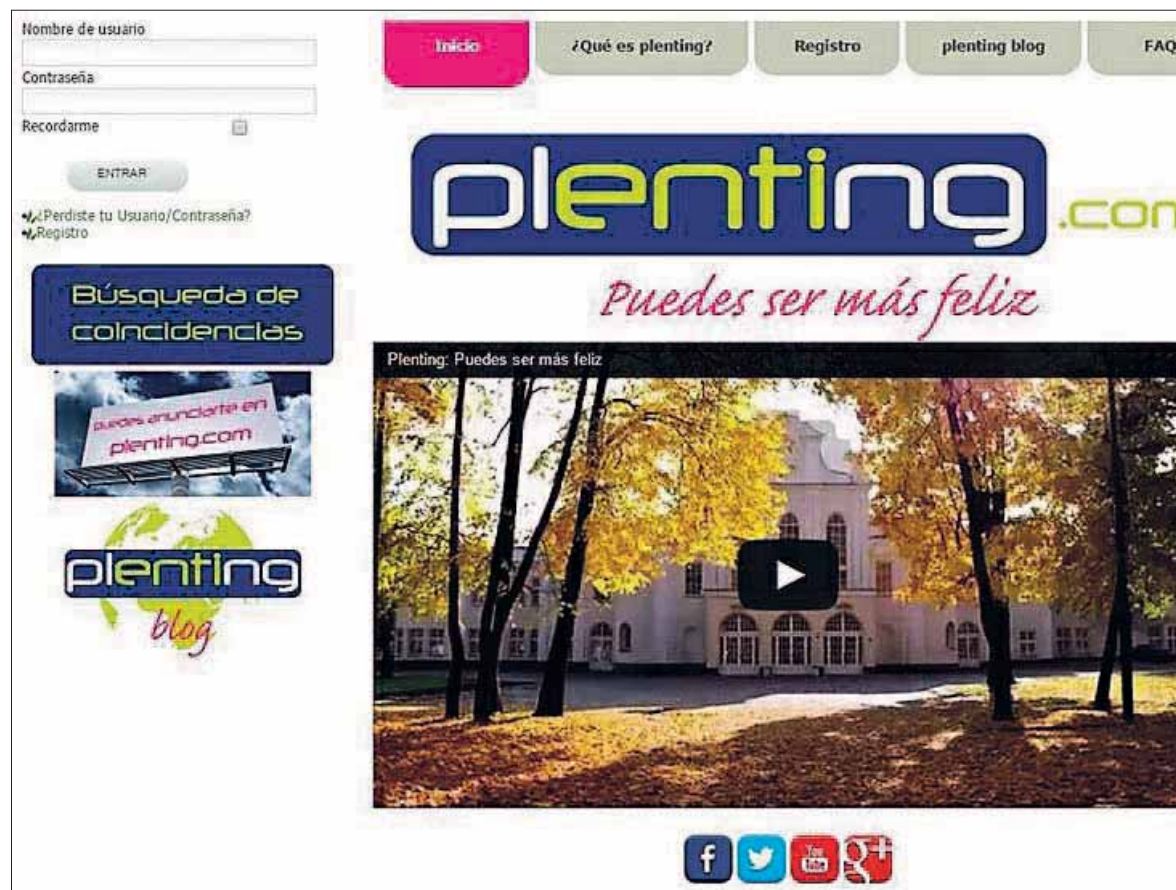 Nombre de usuario
Contraseña
Recordarme
ENTRAR
¿Perdiste tu Usuario/Contraseña?
Registro
Búsqueda de
coincidencias
puedes anunciarte en
plenting.com
plenting
blog
Inicio
¿Qué es plenting?
Registro
plenting blog
FAQ
plenting.com
Puedes ser más feliz
Plenting: Puedes ser más feliz
f
You
Tube
g+